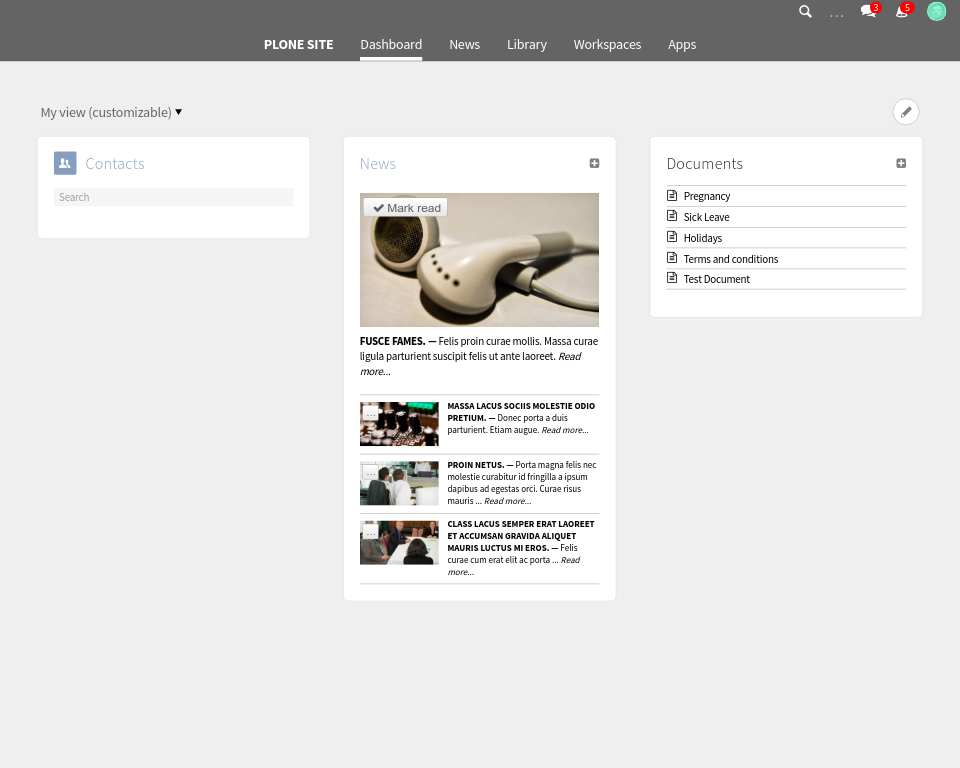 ... 3 5
PLONE SITE Dashboard News Library Workspaces Apps
My view (customizable)
Contacts
Search
News
Mark read
FUSCE FAMES. — Felis proin curae mollis. Massa curae
ligula parturient suscipit felis ut ante laoreet. Read
more...
...
MASSA LACUS SOCIIS MOLESTIE ODIO
PRETIUM. — Donec porta a duis
parturient. Etiam augue. Read more...
...
PROIN NETUS. — Porta magna felis nec
molestie curabitur id fringilla a ipsum
dapibus ad egestas orci. Curae risus
mauris ... Read more...
...
CLASS LACUS SEMPER ERAT LAOREET
ET ACCUMSAN GRAVIDA ALIQUET
MAURIS LUCTUS MI EROS. — Felis
curae cum erat elit ac porta ... Read
more...
Documents
Pregnancy
Sick Leave
Holidays
Terms and conditions
Test Document